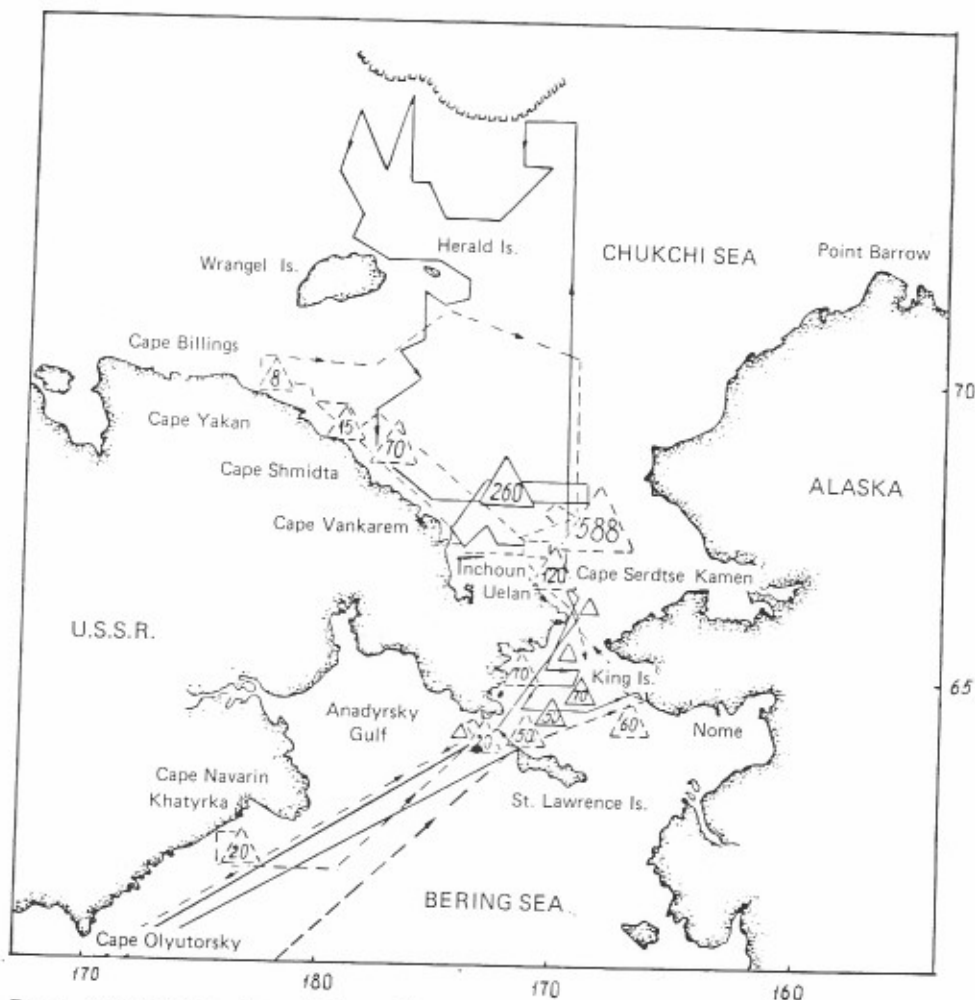 Herald Is.
Wrangel Is.
CHUKCHI SEA
Point Barrow
Cape Billings
8
70
Cape Yakan
15
10
Cape Shmidta
260
ALASKA
Cape Vankarem
588
Inchoun
120
Cape Serdtse Kamen
Uelan
U.S.S.R.
10
King Is.
10
65
Anadyrsky
Gulf
50
50
60
Nome
Cape Navarin
Khatyrka
St. Lawrence Is.
20
BERING SEA
Cape Olyutorsky
170
180
170
160